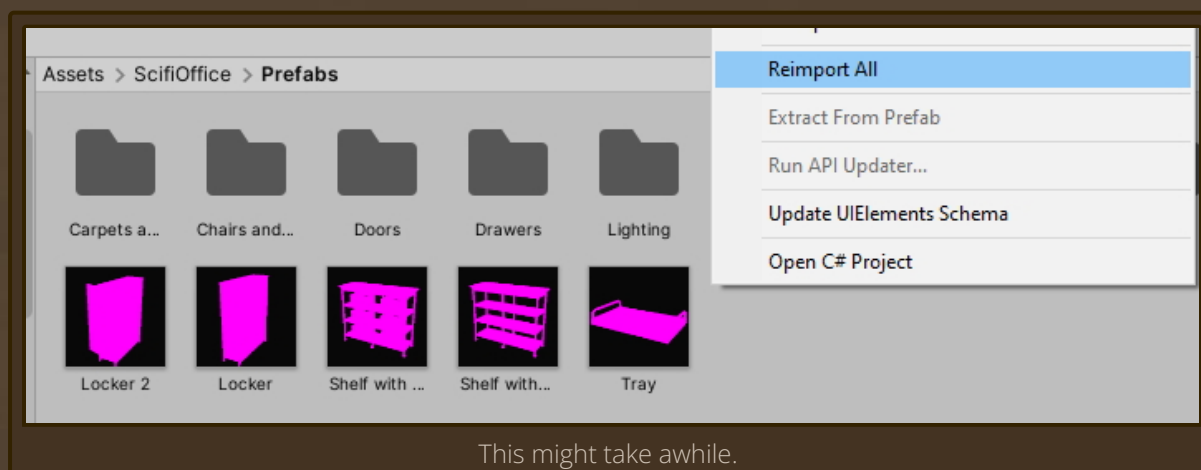 Assets > ScifiOffice > Prefabs
Reimport All
Extract From Prefab
Run API Updater...
Update UIElements Schema
Open C# Project
Carpets a...
Chairs and...
Doors
Drawers
Lighting
Locker 2
Locker
Shelf with ...
Shelf with...
Tray
This might take awhile.